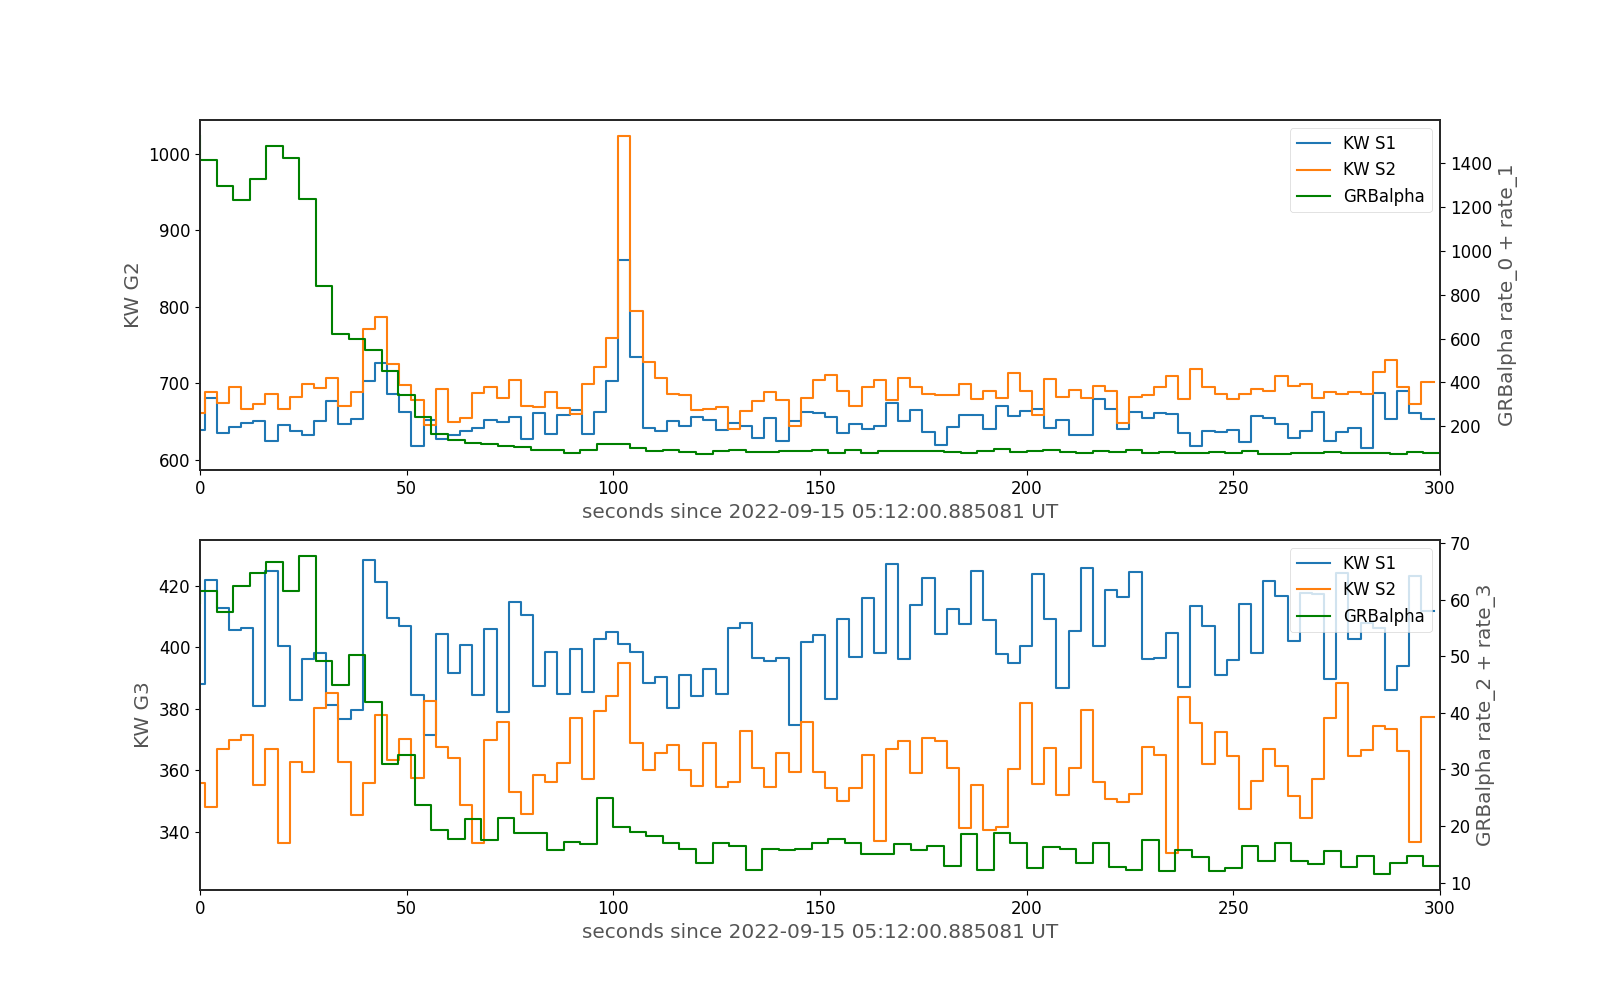 1000
900
800
700
600
KW G2
KW S1
KW S2
GRBalpha
1400
1200
1000
800
600
400
200
GRBalpha rate_0 + rate_1
0 50 100 150 200 250 300
seconds since 2022-09-15 05:12:00.885081 UT
420
400
380
360
340
KW G3
KW S1
KW S2
GRBalpha
70
60
50
40
30
20
10
GRBalpha rate_2 + rate_3
0 50 100 150 200 250 300
seconds since 2022-09-15 05:12:00.885081 UT